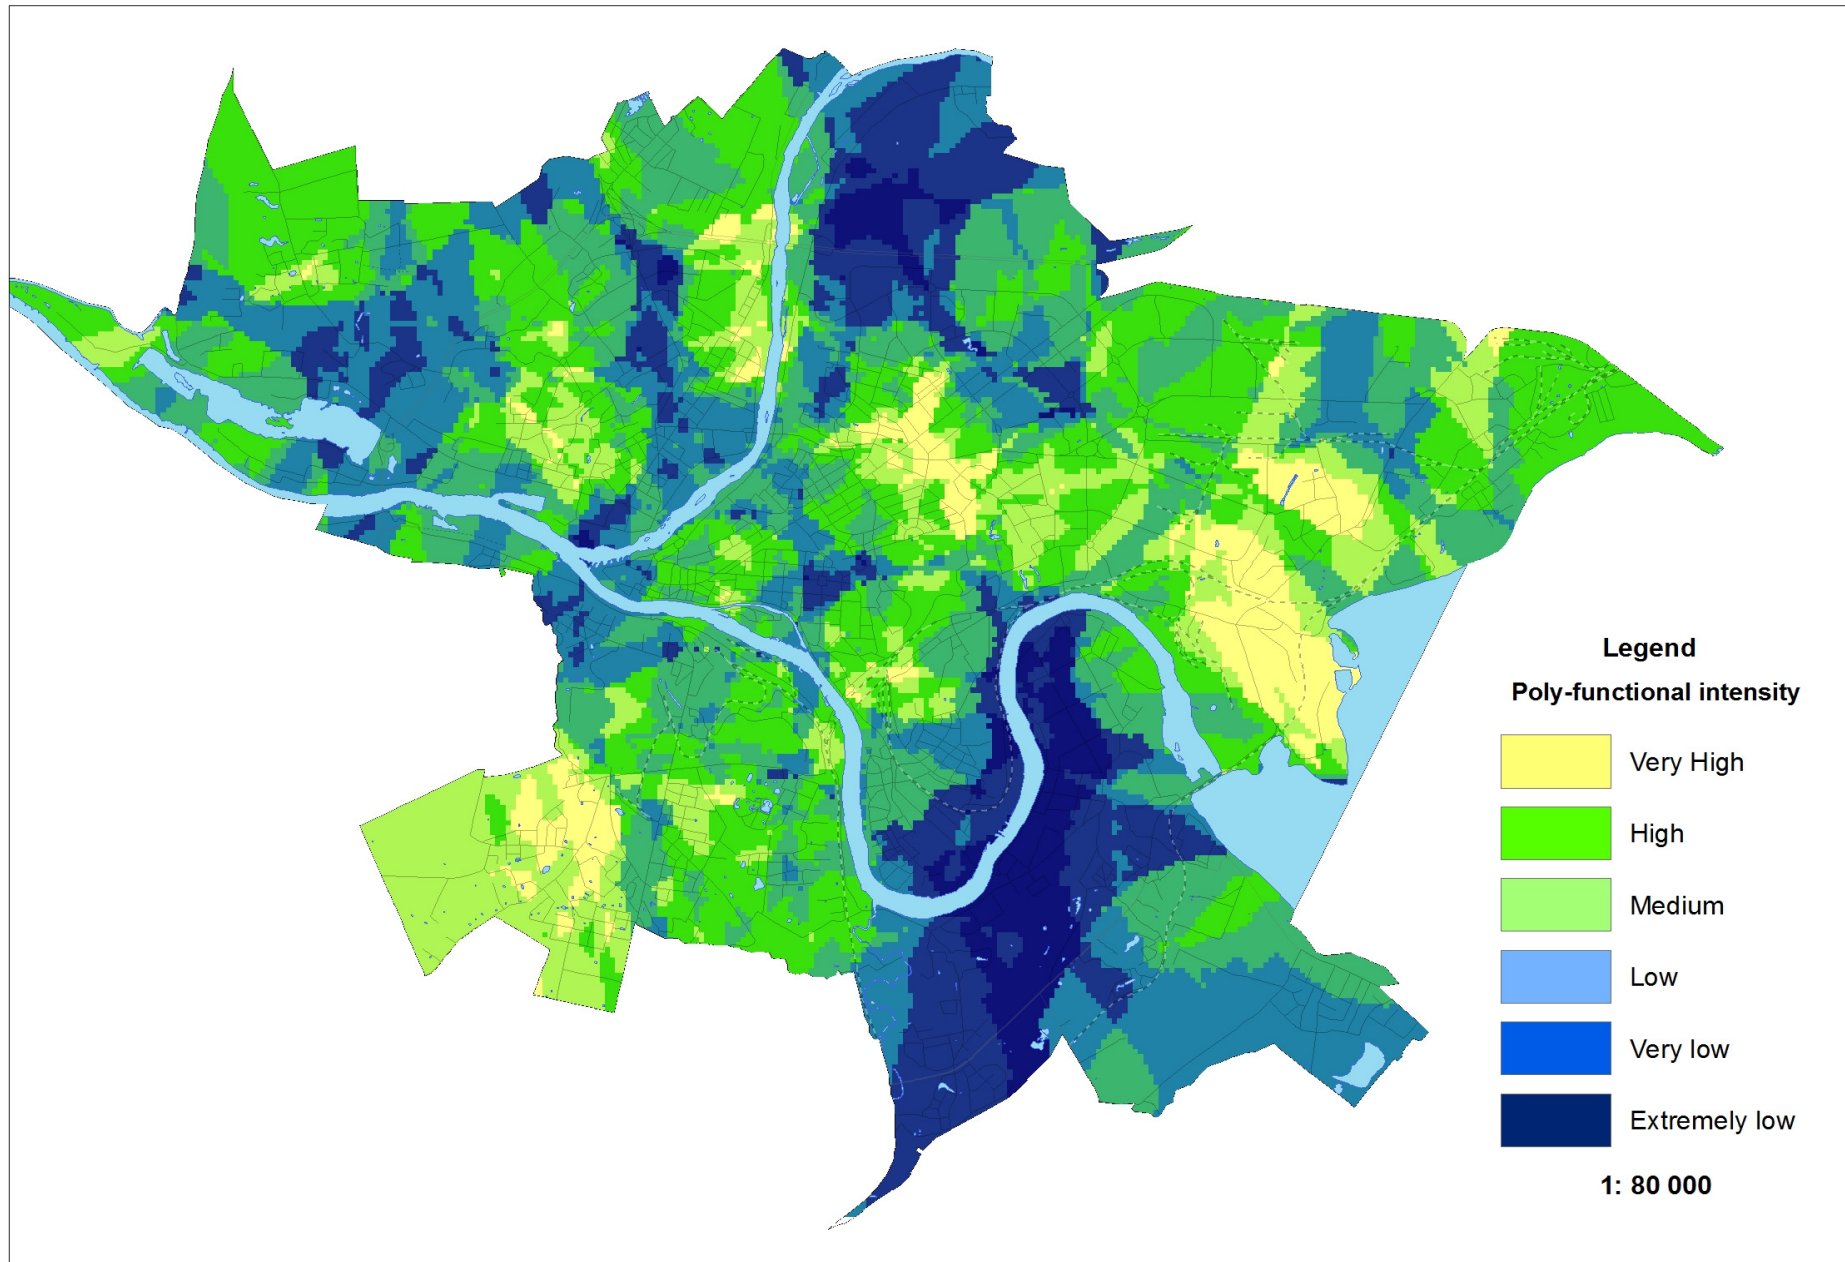 Legend
Poly-functional intensity
Very High
High
Medium
Low
Very low
Extremely low
1: 80 000